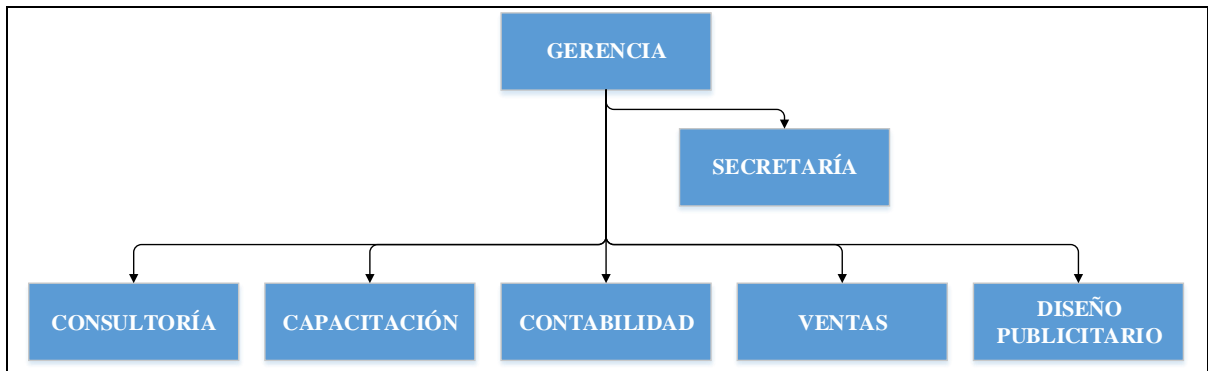 GERENCIA
SECRETARÍA
CONSULTORÍA
CAPACITACIÓN
CONTABILIDAD
VENTAS
DISEÑO
PUBLICITARIO